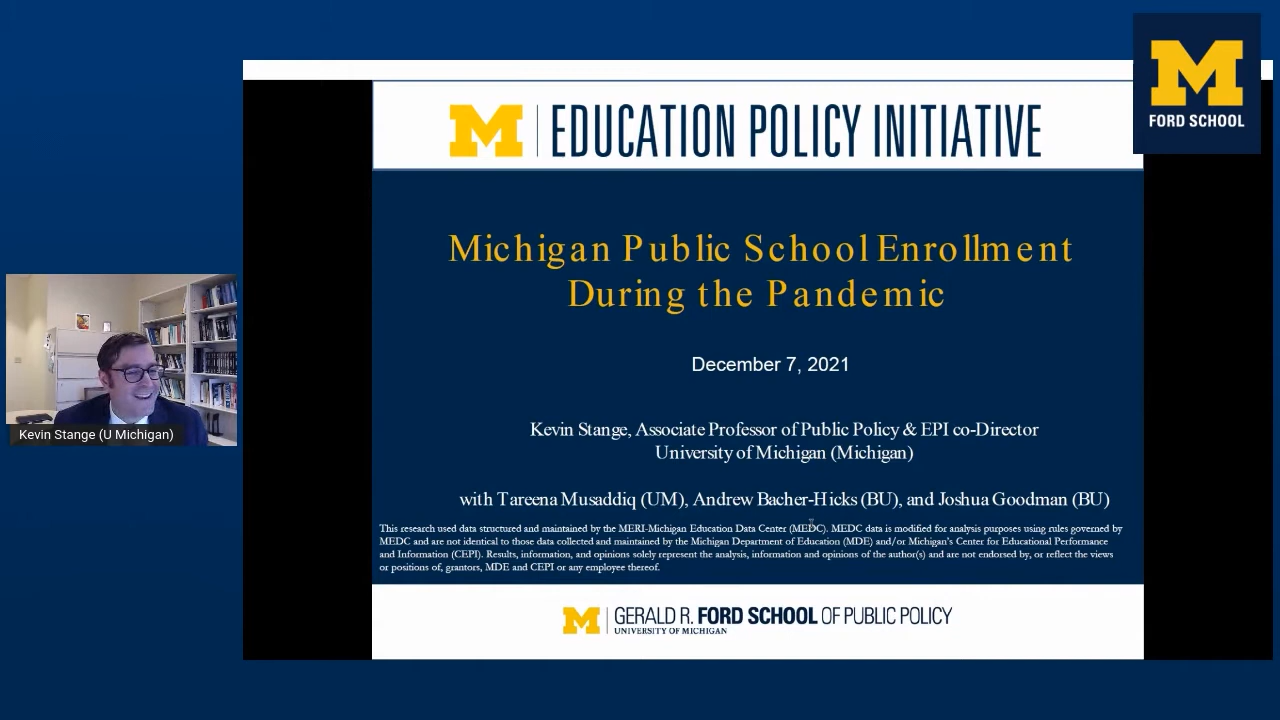 M
FORD SCHOOL
M EDUCATION POLICY INITIATIVE
Michigan Public School Enrollment
During the Pandemic
December 7, 2021
Kevin Stange, Associate Professor of Public Policy & EPI co-Director
University of Michigan (Michigan)
with Tareena Musaddiq (UM), Andrew Bacher-Hicks (BU), and Joshua Goodman (BU)
This research used data structured and maintained by the MERI-Michigan Education Data Center (MEDC). MEDC data is modified for analysis purposes using rules governed by
MEDC and are not identical to those data collected and maintained by the Michigan Department of Education (MDE) and/or Michigan's Center for Educational Performance
and Information (CEPI). Results, information, and opinions solely represent the analysis, information and opinions of the author(s) and are not endorsed by, or reflect the views
or positions of, grantors, MDE and CEPI or any employee thereof.
M GERALD R. FORD SCHOOL OF PUBLIC POLICY
UNIVERSITY OF MICHIGAN
Kevin Stange (U Michigan)